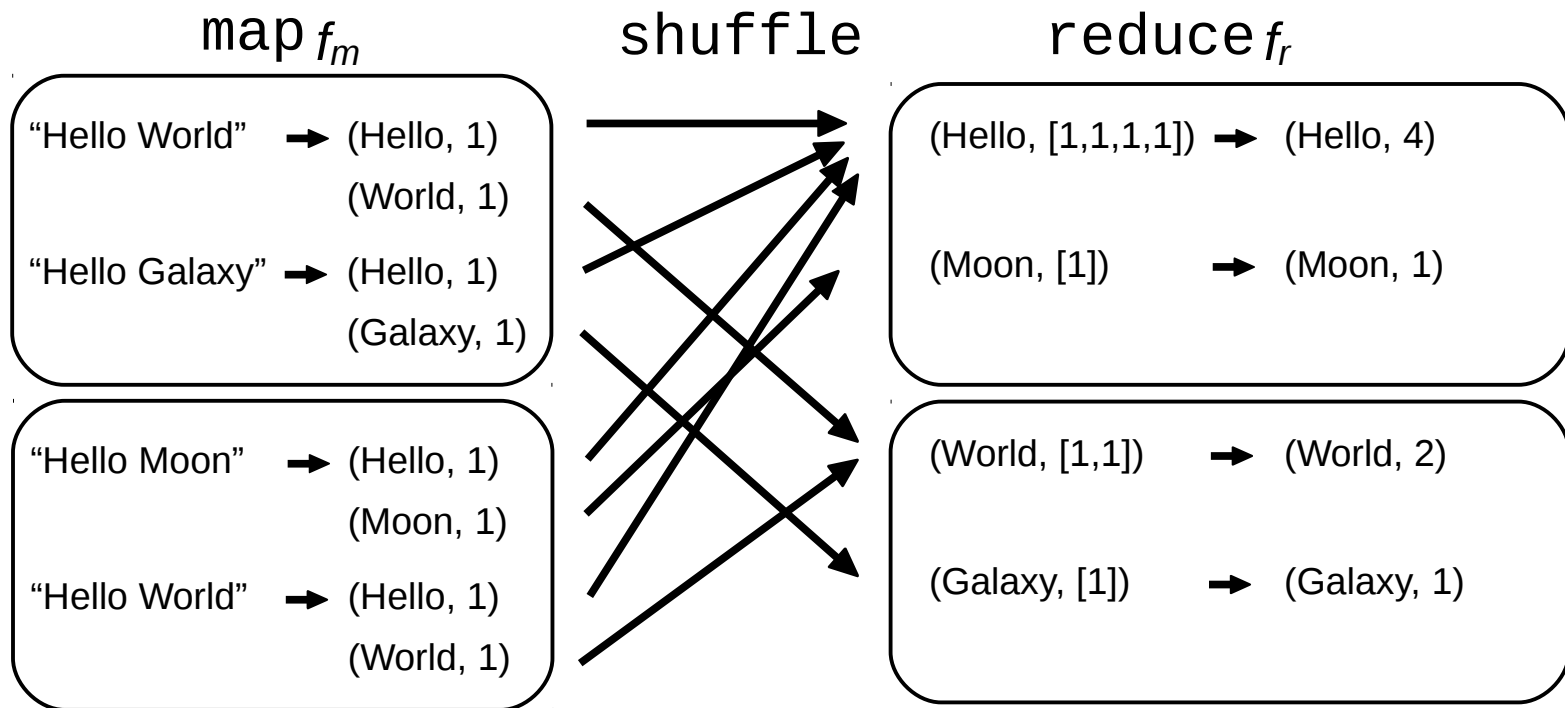 map fm shuffle reduce fr
“Hello World” (Hello, 1)
(World, 1)
“Hello Galaxy” (Hello, 1)
(Galaxy, 1)
“Hello Moon” (Hello, 1)
(Moon, 1)
“Hello World” (Hello, 1)
(World, 1)
(Hello, [1,1,1,1]) (Hello, 4)
(Moon, [1]) (Moon, 1)
(World, [1,1]) (World, 2)
(Galaxy, [1]) (Galaxy, 1)